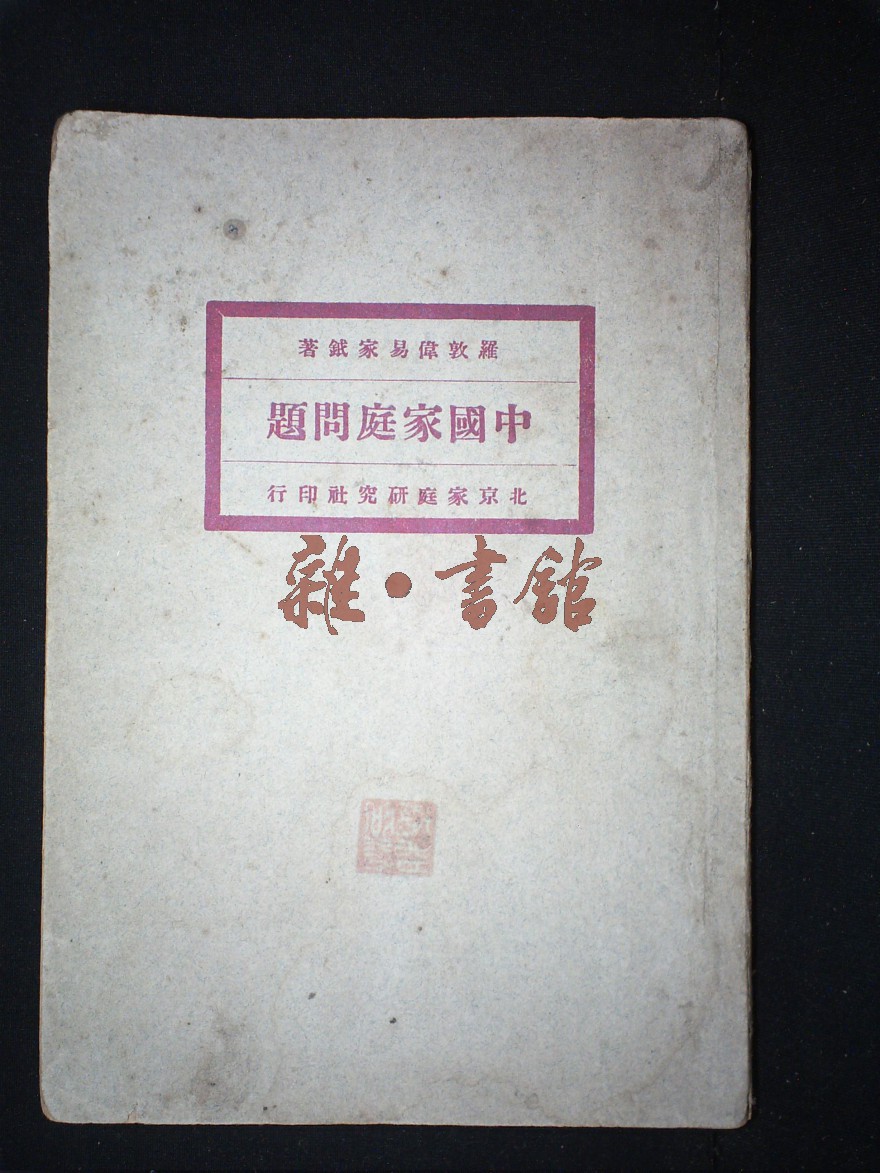 羅敦偉易家鉞著
中國家庭問題
北京家庭研究社印行
雜·書館